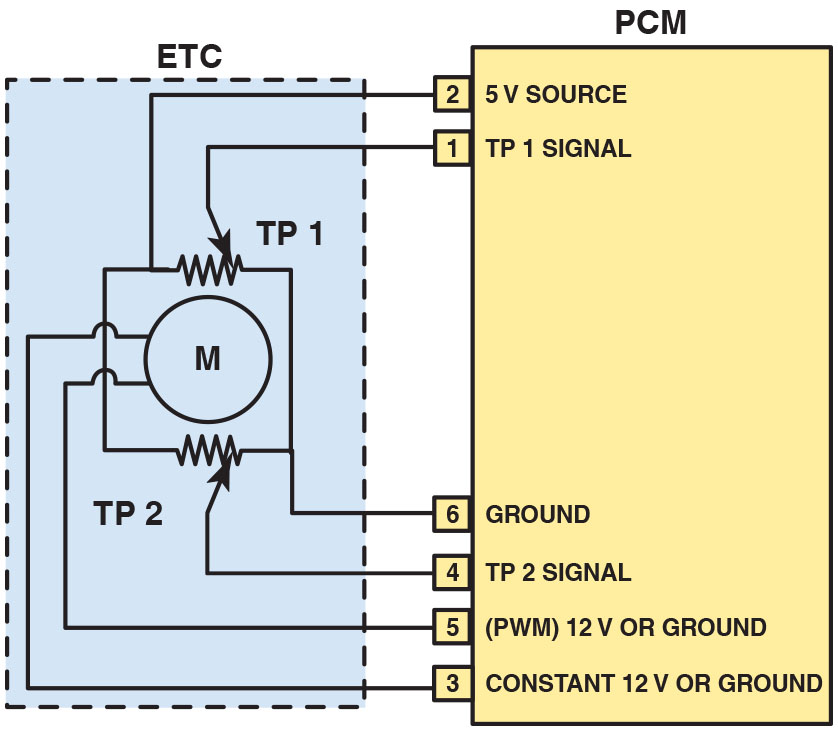 PCM
ETC
2 5 V SOURCE
1 TP 1 SIGNAL
TP 1
M
TP 2
6 GROUND
4 TP 2 SIGNAL
5 (PWM) 12 V OR GROUND
3 CONSTANT 12 V OR GROUND